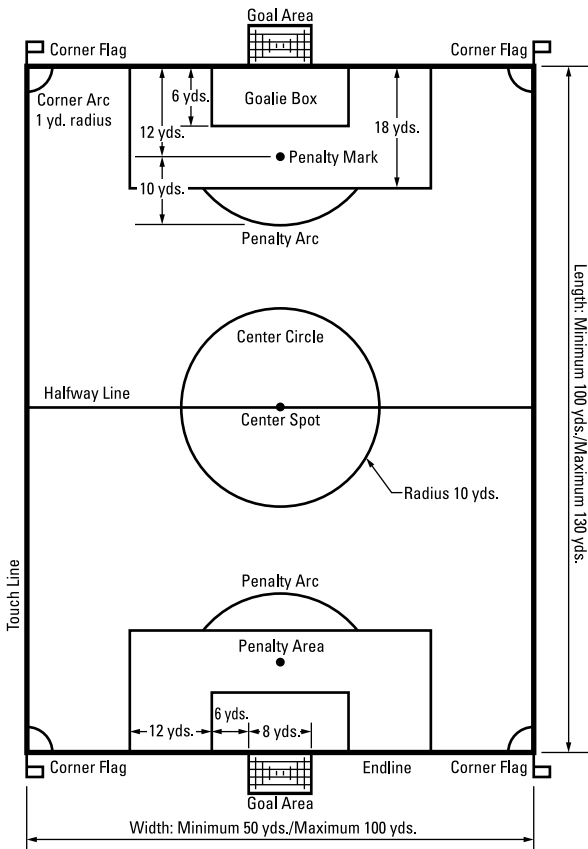 Goal Area
Corner Flag
Corner Flag
Corner Arc
1 yd. radius
6 yds.
Goalie Box
12 yds.
18 yds.
Penalty Mark
10 yds.
Penalty Arc
Center Circle
Halfway Line
Center Spot
Radius 10 yds.
Length: Minimum 100 yds./Maximum 130 yds.
Touch Line
Penalty Arc
Penalty Area
6 yds.
12 yds.
8 yds.
Corner Flag
Endline
Corner Flag
Goal Area
Width: Minimum 50 yds./Maximum 100 yds.